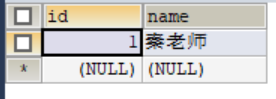 id name
1 秦老师
* (NULL) (NULL)